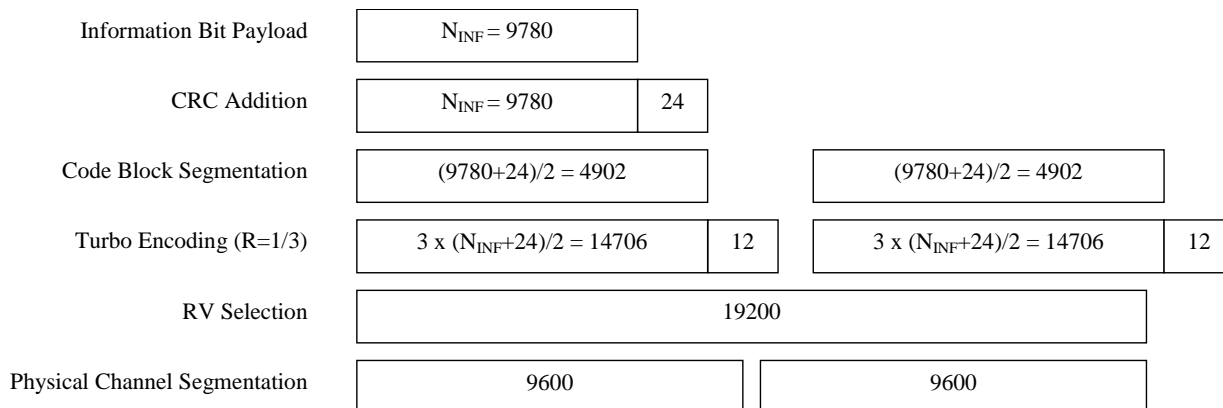 Information Bit Payload N_INF = 9780
CRC Addition N_INF = 9780 24
Code Block Segmentation (9780+24)/2 = 4902 (9780+24)/2 = 4902
Turbo Encoding (R=1/3) 3 x (N_INF+24)/2 = 14706 12 3 x (N_INF+24)/2 = 14706 12
RV Selection 19200
Physical Channel Segmentation 9600 9600